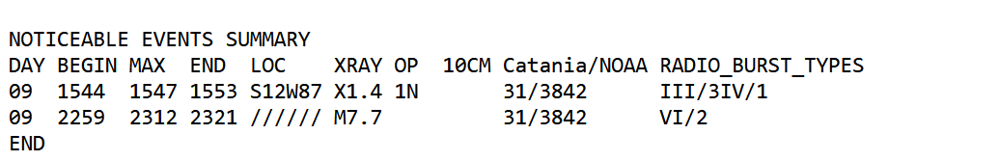 NOTICEABLE EVENTS SUMMARY
DAY BEGIN MAX  END  LOC    XRAY OP  10CM Catania/NOAA RADIO_BURST_TYPES
09  1544  1547 1553 S12W87 X1.4 1N       31/3842      III/3IV/1
09  2259  2312 2321 ////// M7.7          31/3842      VI/2
END